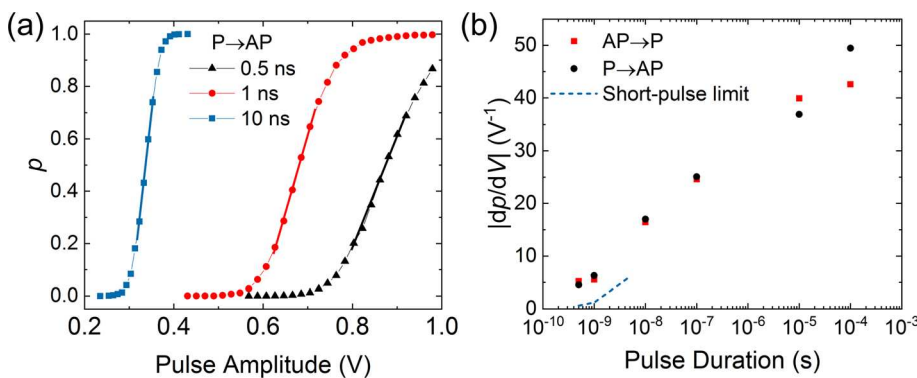 (a)
P→AP
0.5 ns
1 ns
10 ns
p
1.0
0.8
0.6
0.4
0.2
0.0
0.2 0.4 0.6 0.8 1.0
Pulse Amplitude (V)
(b)
AP→P
P→AP
Short-pulse limit
|dp/dV| (V⁻¹)
50
40
30
20
10
0
10⁻¹⁰ 10⁻⁹ 10⁻⁸ 10⁻⁷ 10⁻⁶ 10⁻⁵ 10⁻⁴ 10⁻³
Pulse Duration (s)